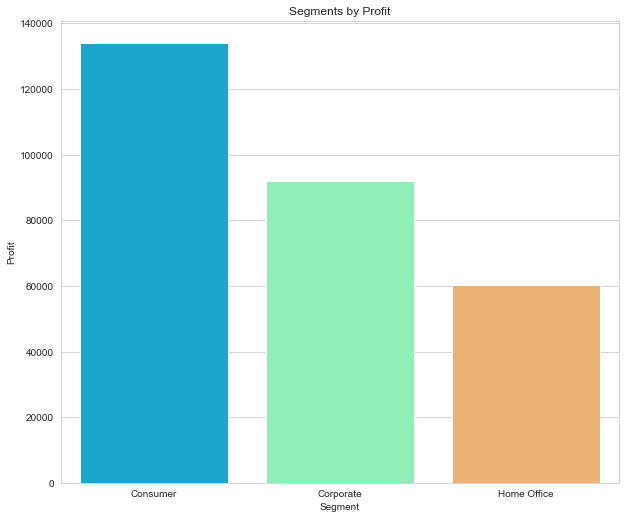 Segments by Profit
140000
120000
100000
80000
60000
40000
20000
0
Profit
Consumer
Corporate
Home Office
Segment